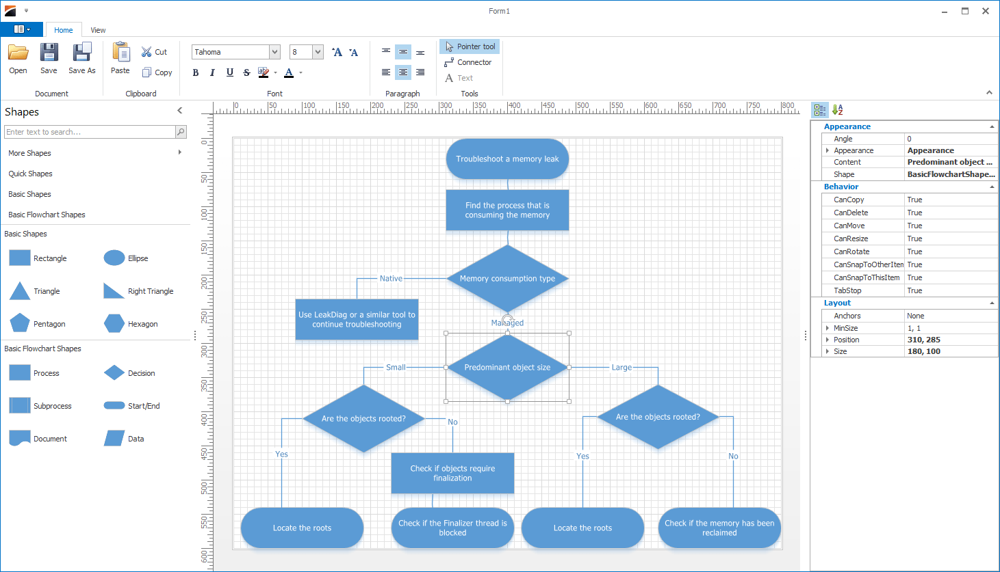 Form1
Home View
Open Save Save As
Document
Paste
Cut
Copy
Clipboard
Tahoma 8 A A
B I U S ab A
Font
Paragraph
Pointer tool
Connector
A Text
Tools
Shapes
Enter text to search...
More Shapes
Quick Shapes
Basic Shapes
Basic Flowchart Shapes
Basic Shapes
Rectangle Ellipse
Triangle Right Triangle
Pentagon Hexagon
Basic Flowchart Shapes
Process Decision
Subprocess Start/End
Document Data
0 50 100 150 200 250 300 350 400 450 500 550 600 650 700 750 800
0
50
100
150
200
250
300
350
400
450
500
550
600
Troubleshoot a memory leak
Find the process that is
consuming the memory
Memory consumption type
Native
Use LeakDiag or a similar tool to
continue troubleshooting
Managed
Predominant object size
Small
Large
Are the objects rooted?
Are the objects rooted?
Yes
No
Yes
No
Check if objects require
finalization
Locate the roots
Check if the Finalizer thread is
blocked
Locate the roots
Check if the memory has been
reclaimed
A
Z
Appearance
Angle 0
Appearance Appearance
Content Predominant object ...
Shape BasicFlowchartShape...
Behavior
CanCopy True
CanDelete True
CanMove True
CanResize True
CanRotate True
CanSnapToOtherItem True
CanSnapToThisItem True
TabStop True
Layout
Anchors None
MinSize 1, 1
Position 310, 285
Size 180, 100